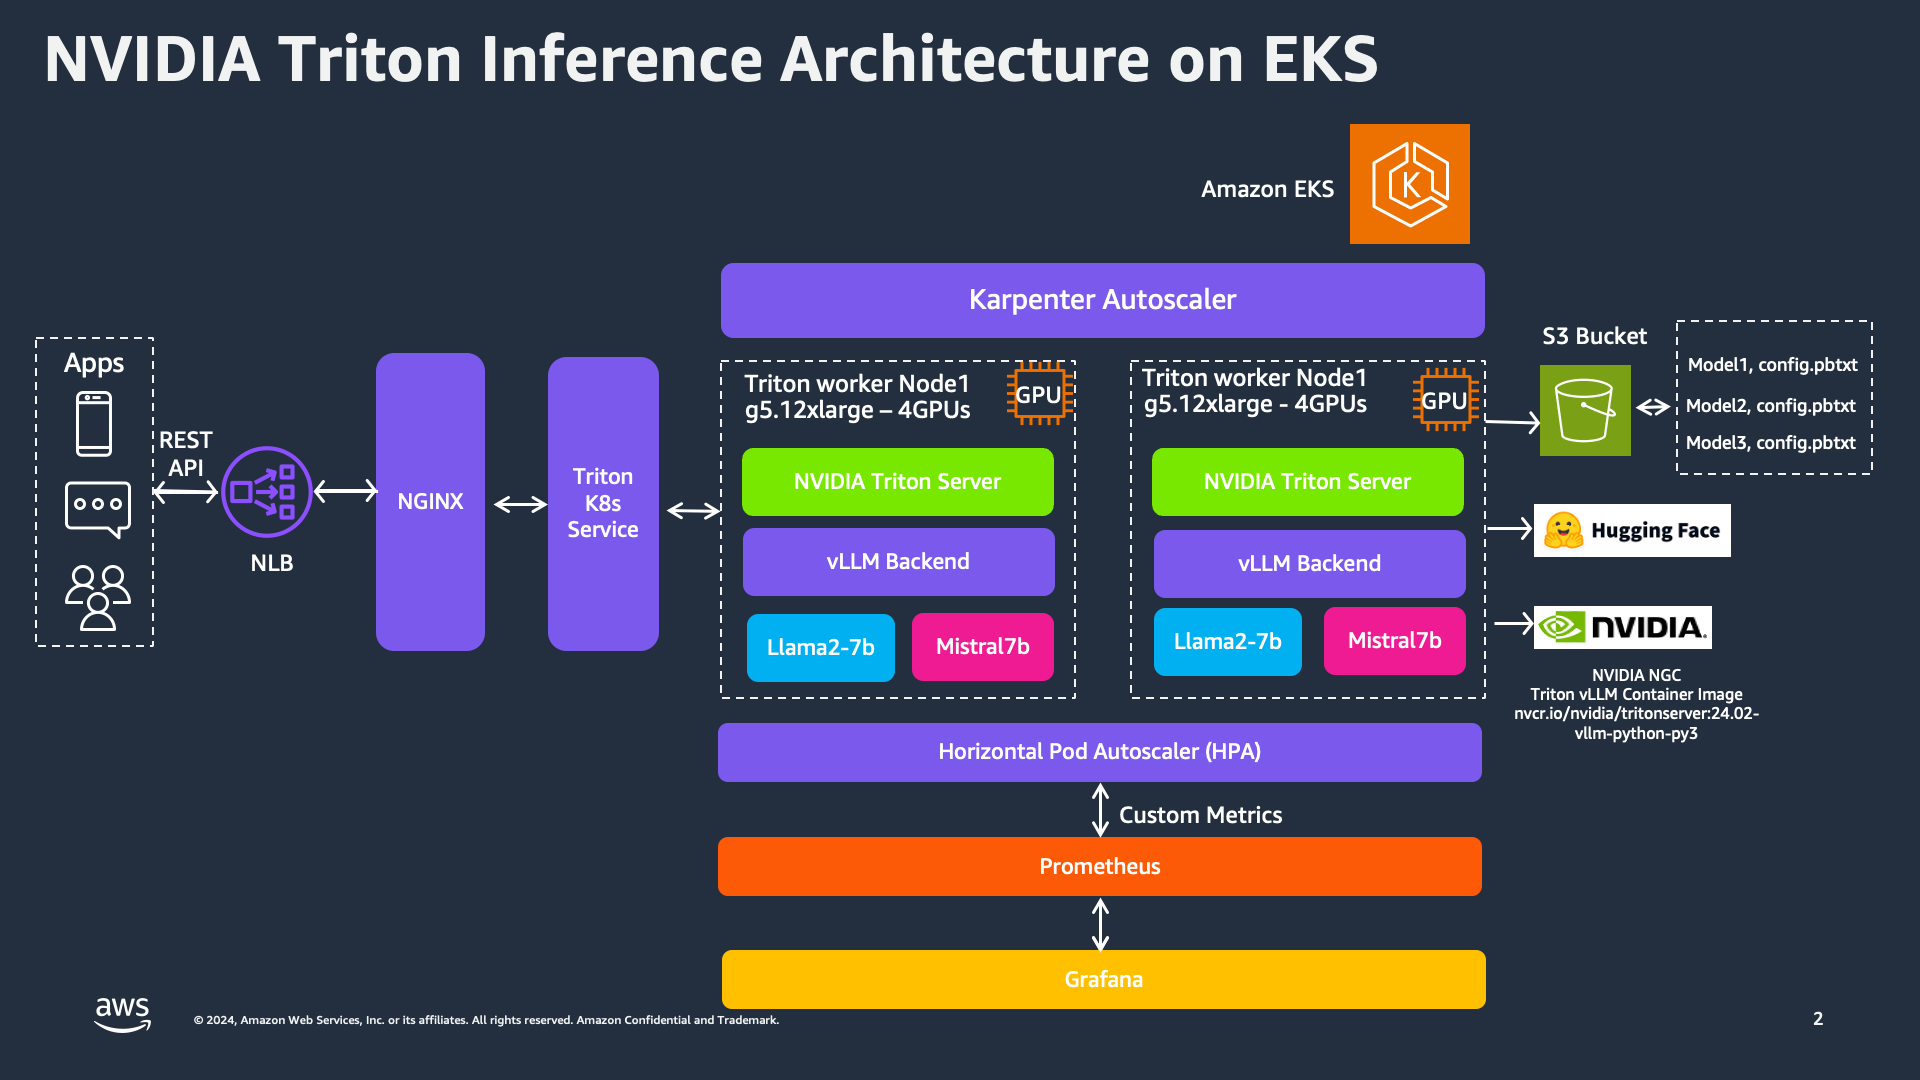 NVIDIA Triton Inference Architecture on EKS
Amazon EKS
K
Karpenter Autoscaler
Apps
REST
API
NLB
NGINX
Triton
K8s
Service
Triton worker Node1
g5.12xlarge – 4GPUs
GPU
NVIDIA Triton Server
vLLM Backend
Llama2-7b
Mistral7b
Triton worker Node1
g5.12xlarge - 4GPUs
GPU
NVIDIA Triton Server
vLLM Backend
Llama2-7b
Mistral7b
S3 Bucket
Model1, config.pbtxt
Model2, config.pbtxt
Model3, config.pbtxt
Hugging Face
NVIDIA.
NVIDIA NGC
Triton vLLM Container Image
nvcr.io/nvidia/tritonserver:24.02-
vllm-python-py3
Horizontal Pod Autoscaler (HPA)
Custom Metrics
Prometheus
Grafana
aws
© 2024, Amazon Web Services, Inc. or its affiliates. All rights reserved. Amazon Confidential and Trademark.
2